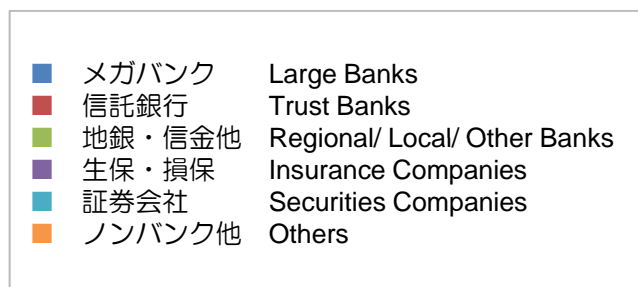 メガバンク Large Banks
信託銀行 Trust Banks
地銀・信金他 Regional/ Local/ Other Banks
生保・損保 Insurance Companies
証券会社 Securities Companies
ノンバンク他 Others